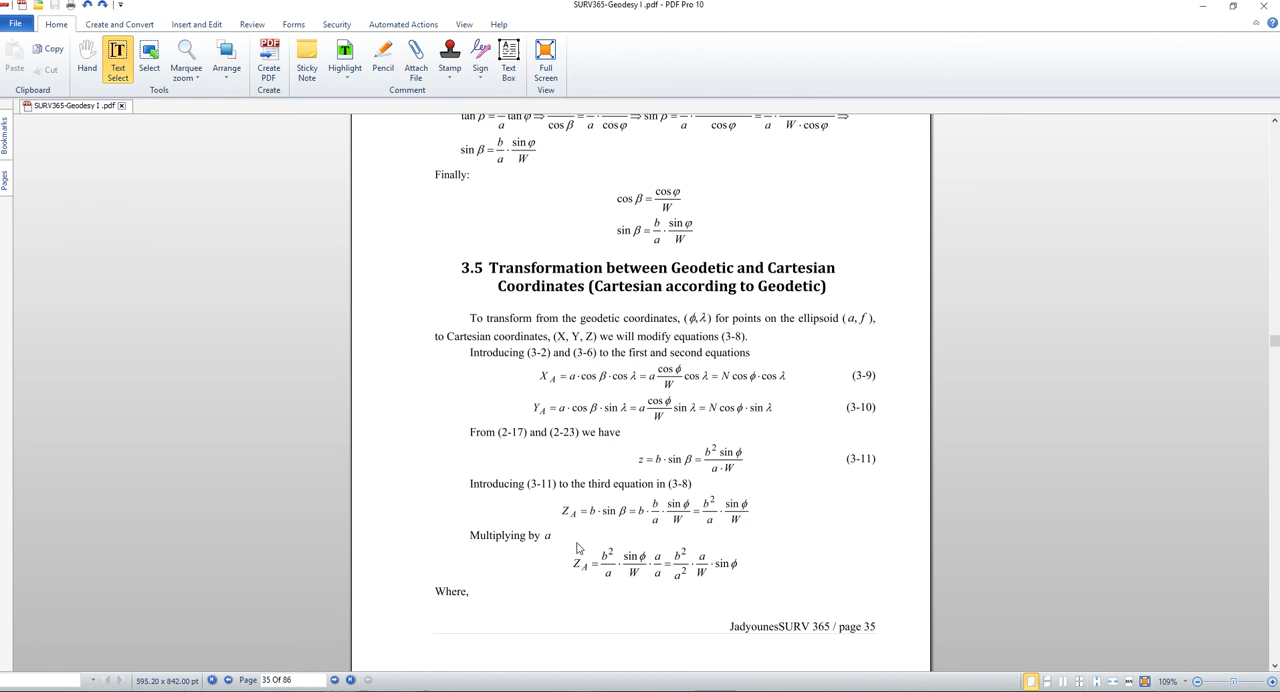 SURV365-Geodesy I .pdf - PDF Pro 10
File Home Create and Convert Insert and Edit Review Forms Security Automated Actions View Help
Paste Copy Cut Hand Text Select Select Marquee zoom Arrange Create PDF Sticky Note Highlight Pencil Attach File Stamp Sign Text Box Full Screen
Clipboard Tools Create Comment View
SURV365-Geodesy I .pdf
Bookmarks
Pages
sin β = b/a · sin φ/W
Finally:
cos β = cos φ/W
sin β = b/a · sin φ/W
3.5 Transformation between Geodetic and Cartesian
Coordinates (Cartesian according to Geodetic)
To transform from the geodetic coordinates, (ϕ,λ) for points on the ellipsoid (a, f),
to Cartesian coordinates, (X, Y, Z) we will modify equations (3-8).
Introducing (3-2) and (3-6) to the first and second equations
X_A = a·cos β·cos λ = a cos ϕ/W cos λ = N cos ϕ·cos λ (3-9)
Y_A = a·cos β·sin λ = a cos ϕ/W sin λ = N cos ϕ·sin λ (3-10)
From (2-17) and (2-23) we have
z = b·sin β = b² sin ϕ/a·W (3-11)
Introducing (3-11) to the third equation in (3-8)
Z_A = b·sin β = b · b/a · sin ϕ/W = b²/a · sin ϕ/W
Multiplying by a
Z_A = b²/a · sin ϕ/W · a/a = b²/a² · a/W · sin ϕ
Where,
JadyounesSURV 365 / page 35
595.20 x 842.00 pt Page 35 Of 86 109%